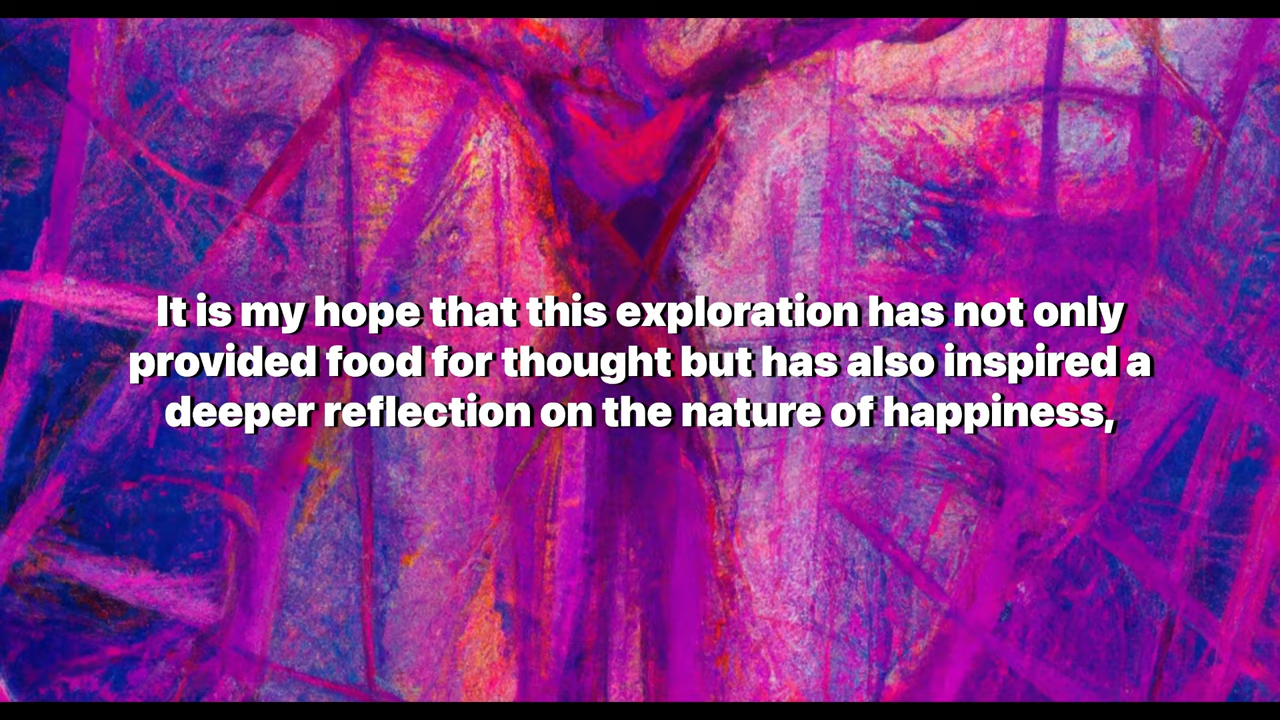 It is my hope that this exploration has not only
provided food for thought but has also inspired a
deeper reflection on the nature of happiness,